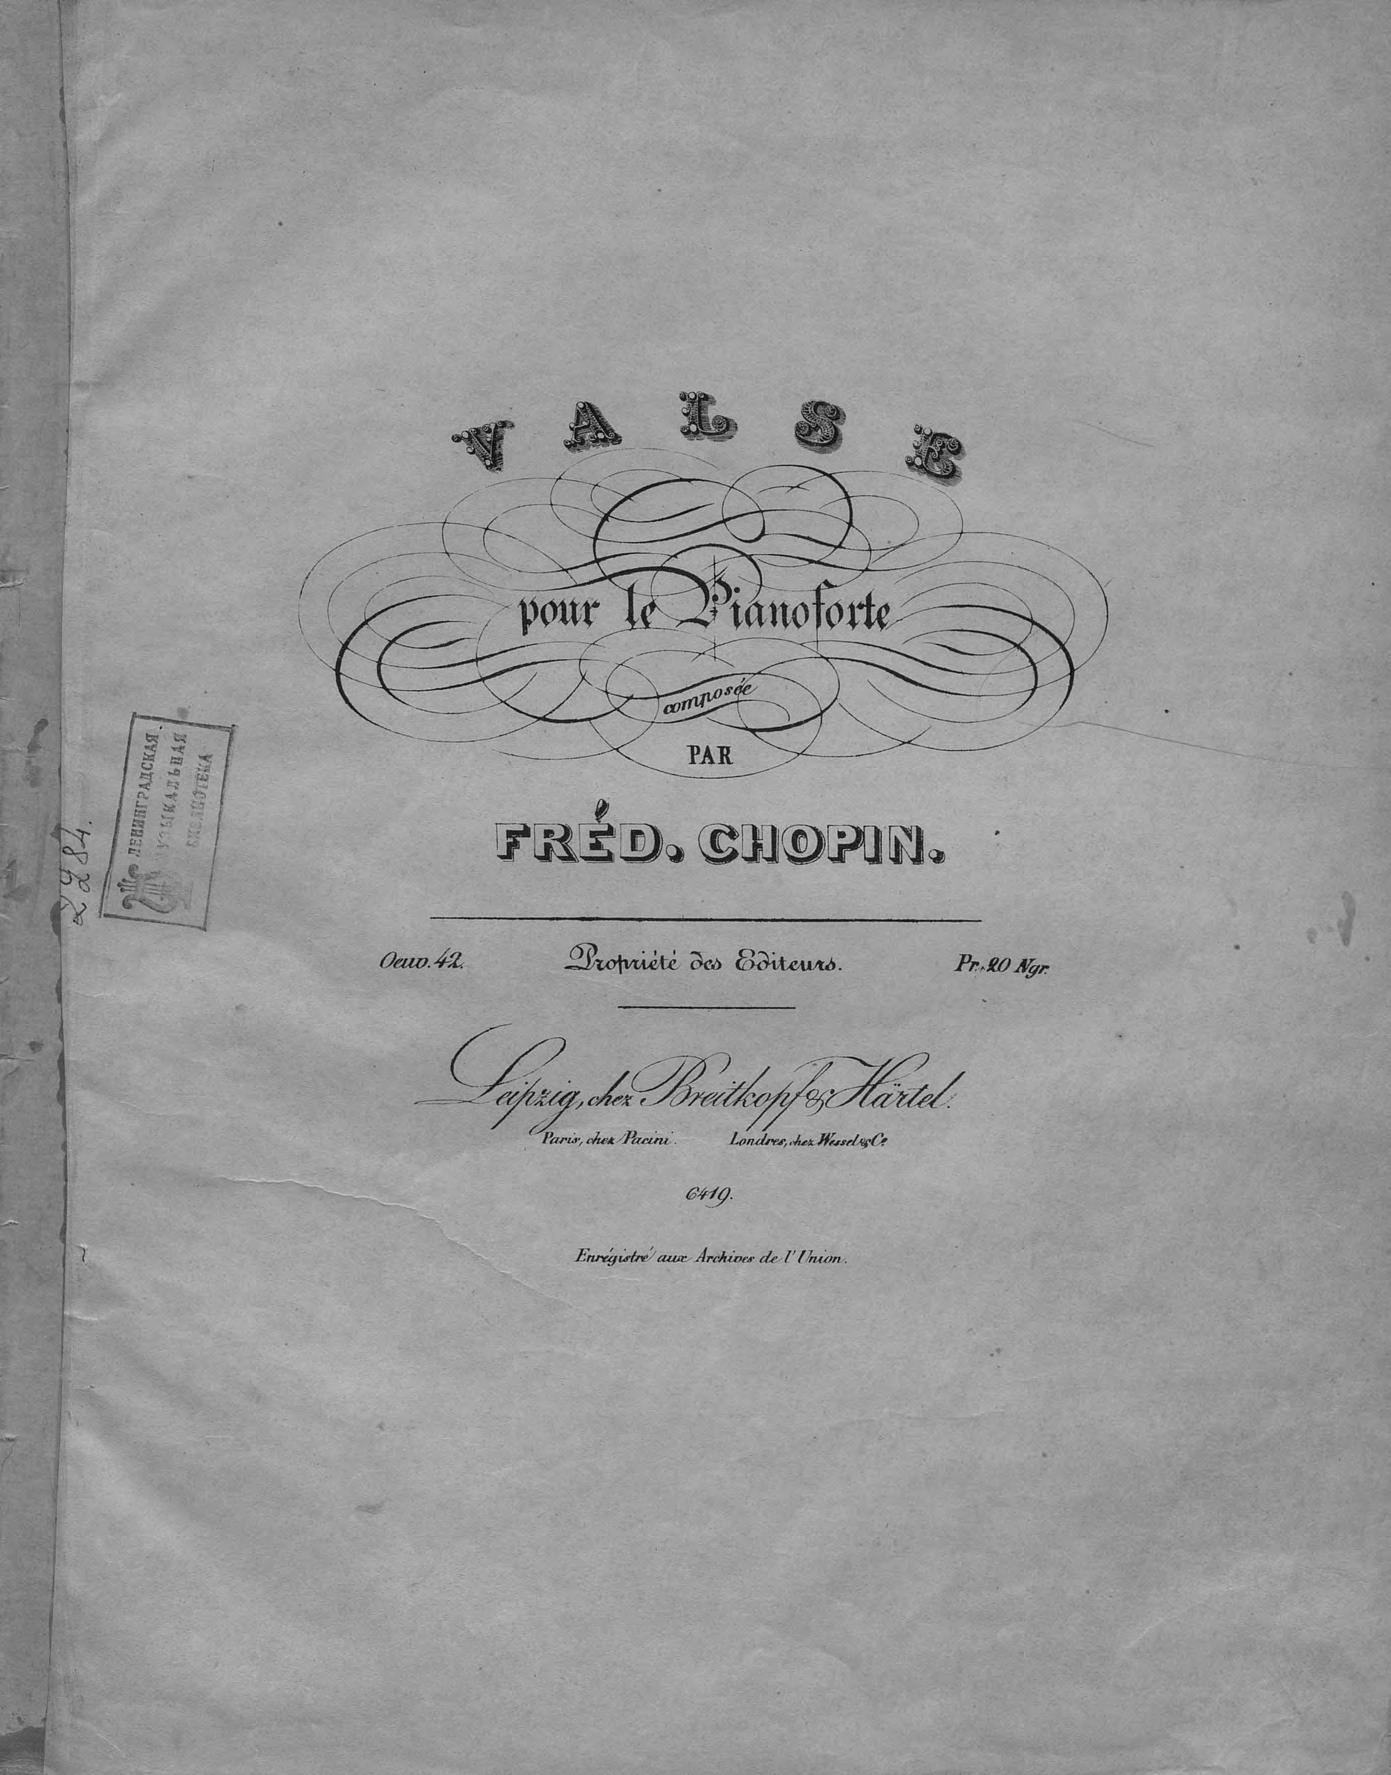 VALSE
pour le Pianoforte
composée
PAR
FRÉD. CHOPIN.
Oeuv. 42. Propriété des Editeurs. Pr. 20 Ngr.
Leipzig, chez Breitkopf & Härtel.
Paris, chez Pacini. Londres, chez Wessel & Co.
6419.
Enrégistré aux Archives de l'Union.
ЛЕНИНГРАДСКАЯ
МУЗЫКАЛЬНАЯ
БИБЛИОТЕКА
2284.